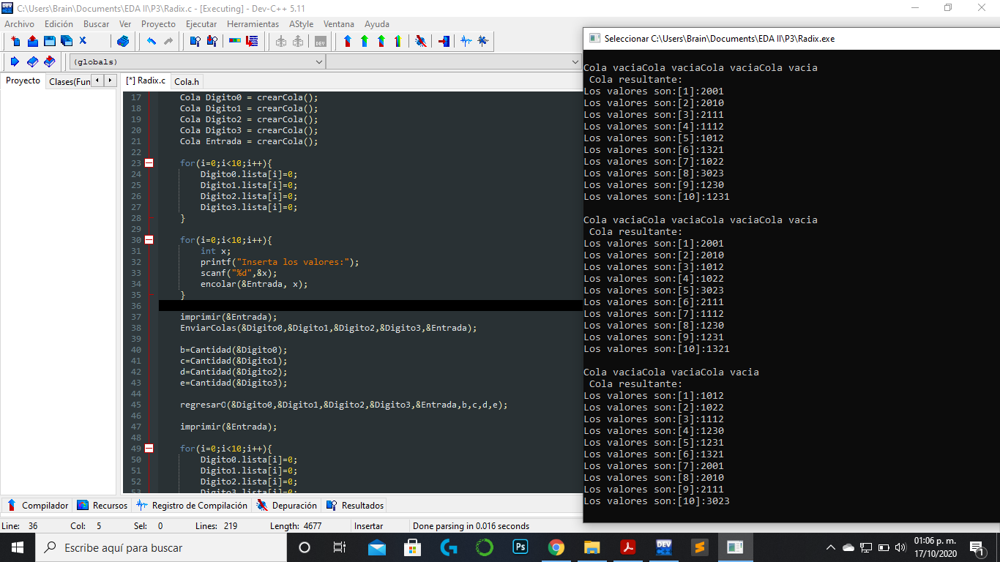 C:\Users\Brain\Documents\EDA II\P3\Radix.c - [Executing] - Dev-C++ 5.11
Archivo Edición Buscar Ver Proyecto Ejecutar Herramientas AStyle Ventana Ayuda
(globals)
Proyecto Clases(Fun
[*] Radix.c Cola.h
17 Cola Digito0 = crearCola();
18 Cola Digito1 = crearCola();
19 Cola Digito2 = crearCola();
20 Cola Digito3 = crearCola();
21 Cola Entrada = crearCola();
22
23 for(i=0;i<10;i++){
24 Digito0.lista[i]=0;
25 Digito1.lista[i]=0;
26 Digito2.lista[i]=0;
27 Digito3.lista[i]=0;
28 }
29
30 for(i=0;i<10;i++){
31 int x;
32 printf("Inserta los valores:");
33 scanf("%d",&x);
34 encolar(&Entrada, x);
35 }
36
37 imprimir(&Entrada);
38 EnviarColas(&Digito0,&Digito1,&Digito2,&Digito3,&Entrada);
39
40 b=Cantidad(&Digito0);
41 c=Cantidad(&Digito1);
42 d=Cantidad(&Digito2);
43 e=Cantidad(&Digito3);
44
45 regresarO(&Digito0,&Digito1,&Digito2,&Digito3,&Entrada,b,c,d,e);
46
47 imprimir(&Entrada);
48
49 for(i=0;i<10;i++){
50 Digito0.lista[i]=0;
51 Digito1.lista[i]=0;
52 Digito2.lista[i]=0;
53 Digito3.lista[i]=0;
Seleccionar C:\Users\Brain\Documents\EDA II\P3\Radix.exe
Cola vaciaCola vaciaCola vaciaCola vacia
Cola resultante:
Los valores son:[1]:2001
Los valores son:[2]:2010
Los valores son:[3]:2111
Los valores son:[4]:1112
Los valores son:[5]:1012
Los valores son:[6]:1321
Los valores son:[7]:1022
Los valores son:[8]:3023
Los valores son:[9]:1230
Los valores son:[10]:1231
Cola vaciaCola vaciaCola vaciaCola vacia
Cola resultante:
Los valores son:[1]:2001
Los valores son:[2]:2010
Los valores son:[3]:1012
Los valores son:[4]:1022
Los valores son:[5]:3023
Los valores son:[6]:2111
Los valores son:[7]:1112
Los valores son:[8]:1230
Los valores son:[9]:1231
Los valores son:[10]:1321
Cola vaciaCola vaciaCola vacia
Cola resultante:
Los valores son:[1]:1012
Los valores son:[2]:1022
Los valores son:[3]:1112
Los valores son:[4]:1230
Los valores son:[5]:1231
Los valores son:[6]:1321
Los valores son:[7]:2001
Los valores son:[8]:2010
Los valores son:[9]:2111
Los valores son:[10]:3023
Compilador Recursos Registro de Compilación Depuración Resultados
Line: 36 Col: 5 Sel: 0 Lines: 219 Length: 4677 Insertar Done parsing in 0.016 seconds
Escribe aquí para buscar
Ps
DEV
01:06 p. m.
17/10/2020
1